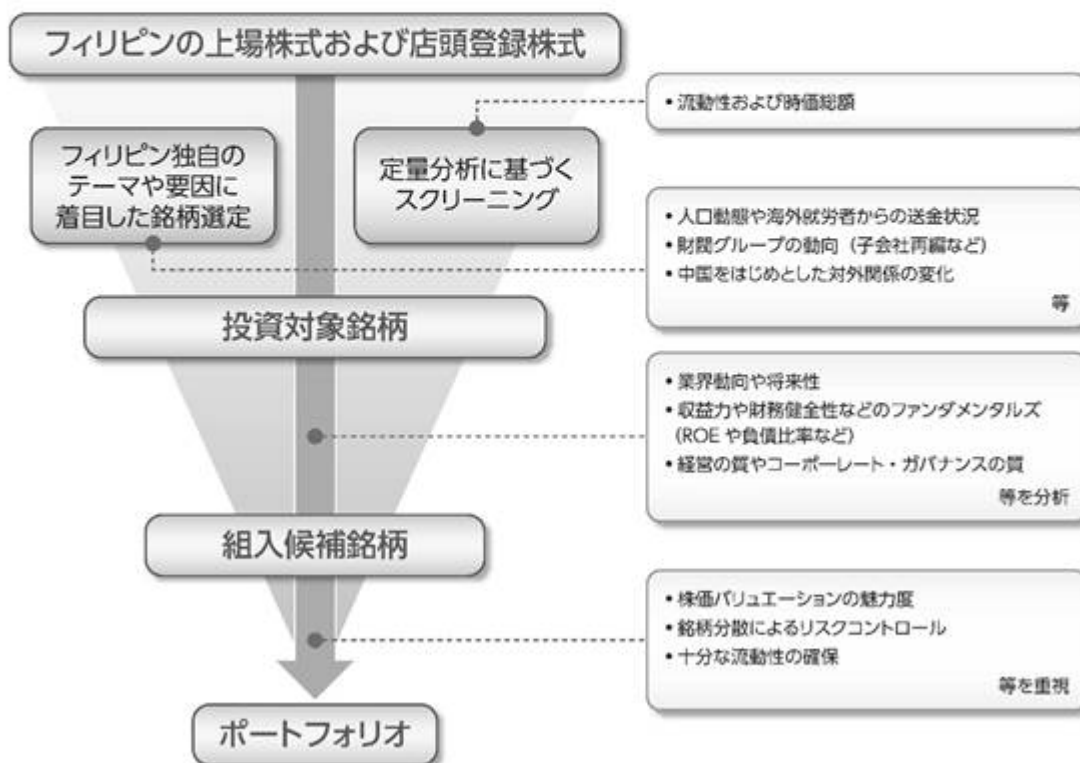 フィリピンの上場株式および店頭登録株式
フィリピン独自の
テーマや要因に
着目した銘柄選定
定量分析に基づく
スクリーニング
• 流動性および時価総額
• 人口動態や海外就労者からの送金状況
• 財閥グループの動向（子会社再編など）
• 中国をはじめとした対外関係の変化
等
投資対象銘柄
• 業界動向や将来性
• 収益力や財務健全性などのファンダメンタルズ
（ROE や負債比率など）
• 経営の質やコーポーレート・ガバナンスの質
等を分析
組入候補銘柄
• 株価バリュエーションの魅力度
• 銘柄分散によるリスクコントロール
• 十分な流動性の確保
等を重視
ポートフォリオ